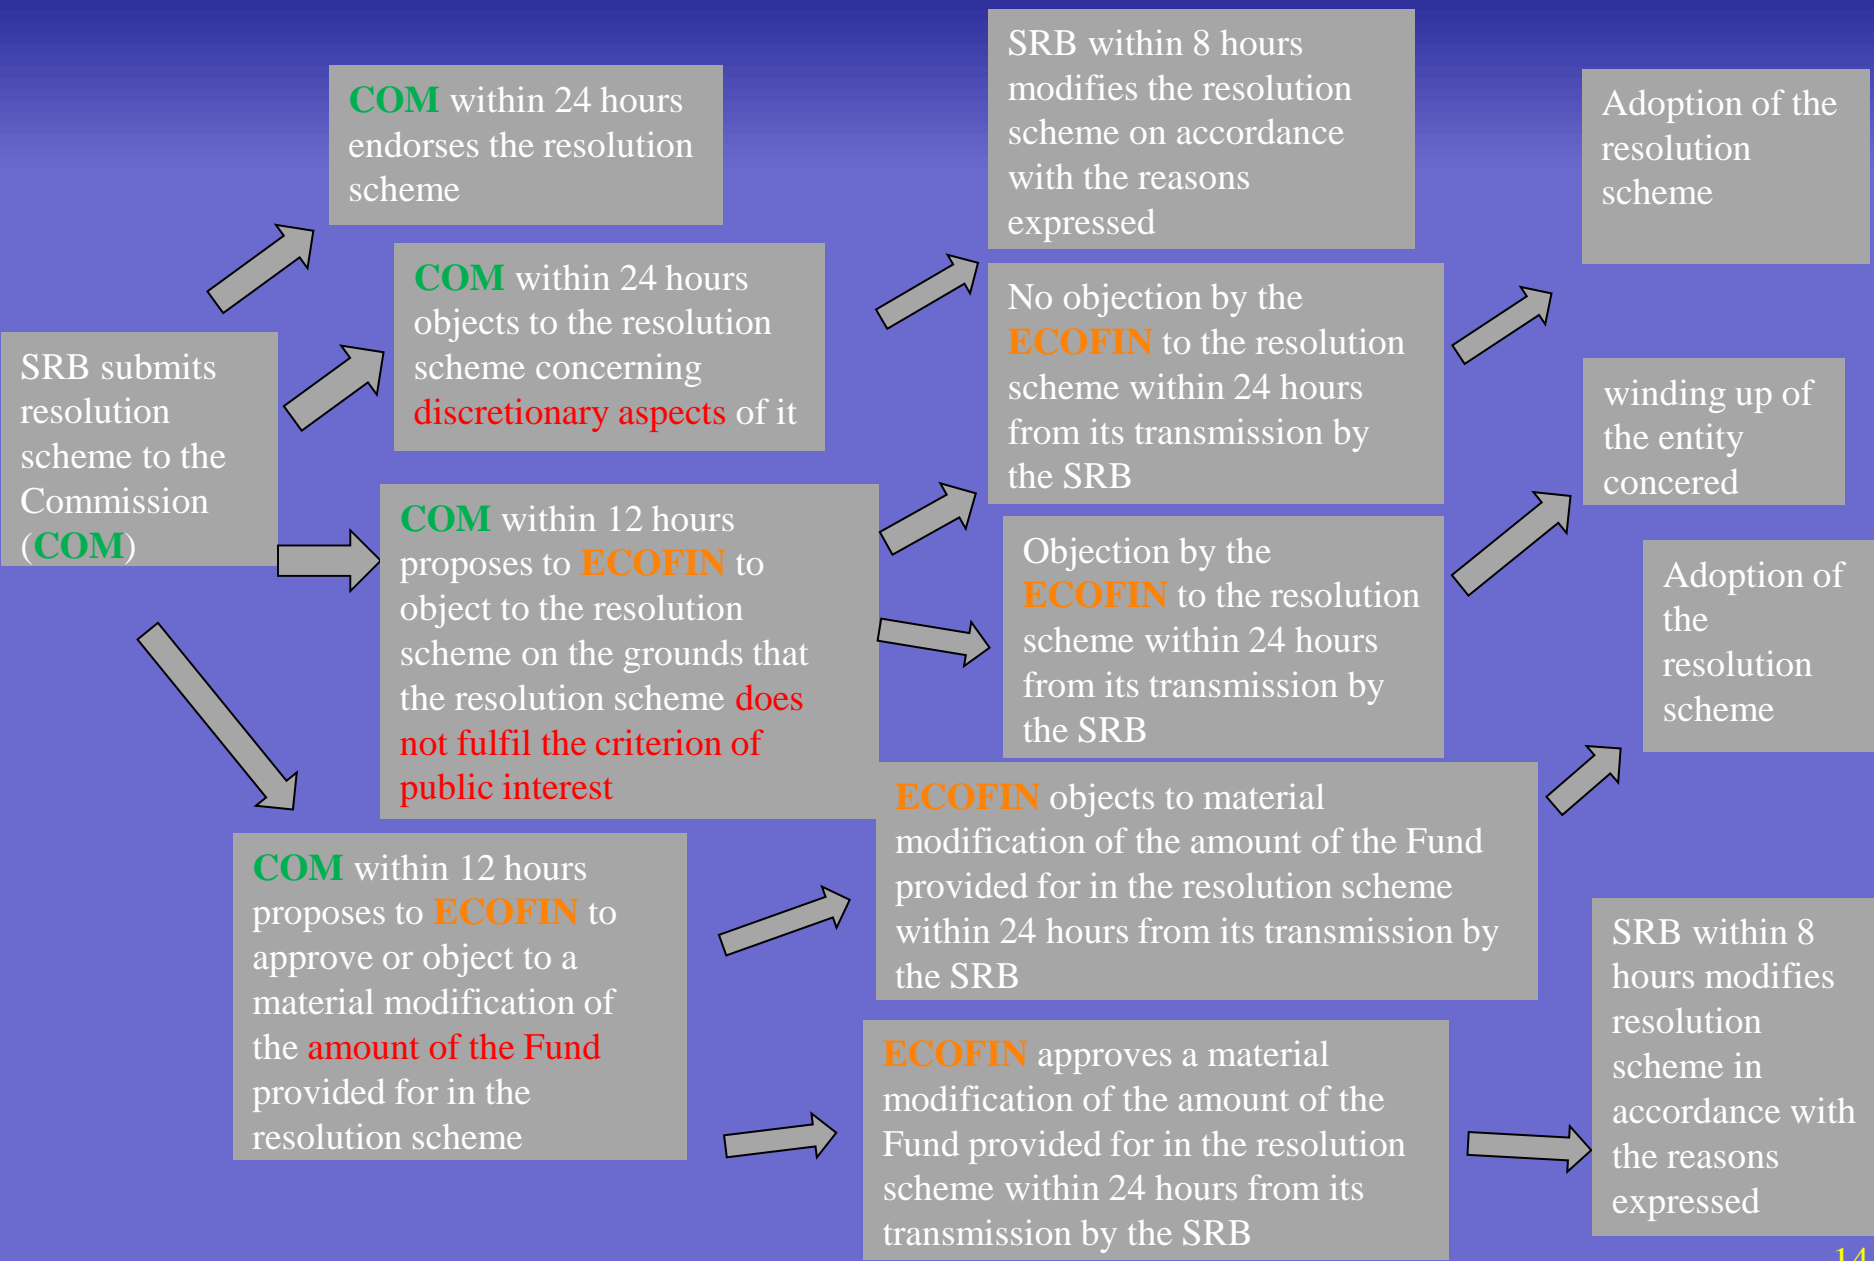 SRB submits
resolution
scheme to the
Commission
(COM)
COM within 24 hours
endorses the resolution
scheme
COM within 24 hours
objects to the resolution
scheme concerning
discretionary aspects of it
COM within 12 hours
proposes to ECOFIN to
object to the resolution
scheme on the grounds that
the resolution scheme does
not fulfil the criterion of
public interest
COM within 12 hours
proposes to ECOFIN to
approve or object to a
material modification of
the amount of the Fund
provided for in the
resolution scheme
SRB within 8 hours
modifies the resolution
scheme on accordance
with the reasons
expressed
No objection by the
ECOFIN to the resolution
scheme within 24 hours
from its transmission by
the SRB
Objection by the
ECOFIN to the resolution
scheme within 24 hours
from its transmission by
the SRB
ECOFIN objects to material
modification of the amount of the Fund
provided for in the resolution scheme
within 24 hours from its transmission by
the SRB
ECOFIN approves a material
modification of the amount of the
Fund provided for in the resolution
scheme within 24 hours from its
transmission by the SRB
Adoption of the
resolution
scheme
winding up of
the entity
concered
Adoption of
the
resolution
scheme
SRB within 8
hours modifies
resolution
scheme in
accordance with
the reasons
expressed
14